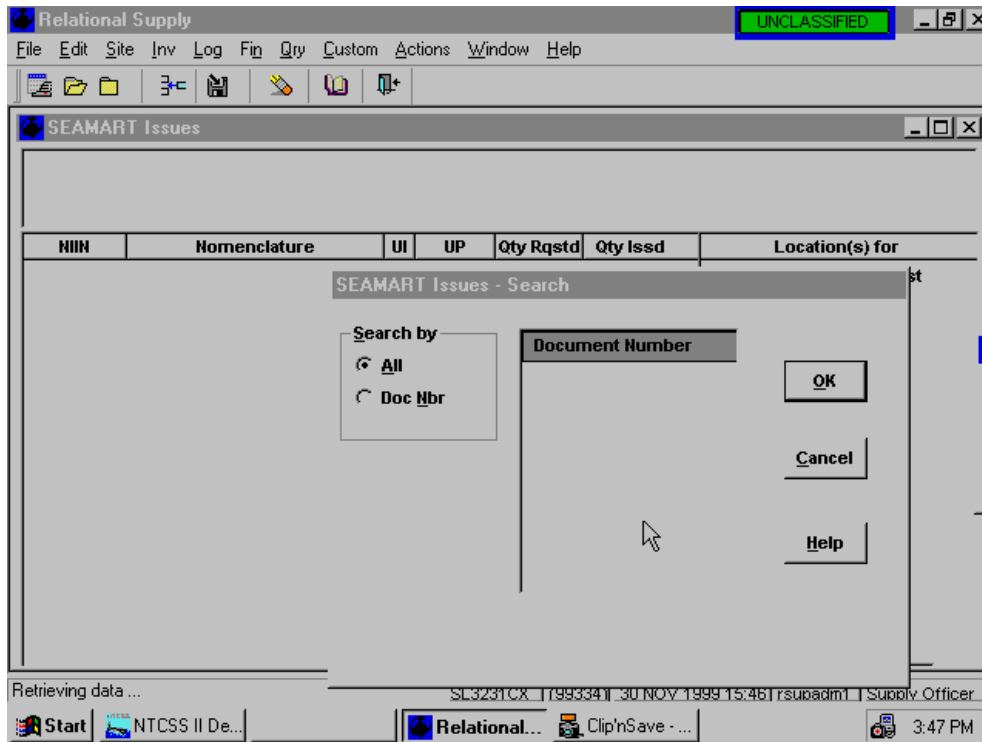 Relational Supply UNCLASSIFIED
File Edit Site Inv Log Fin Qry Custom Actions Window Help
SEAMART Issues
NIIN Nomenclature UI UP Qty Rqstd Qty Issd Location(s) for
st
SEAMART Issues - Search
Search by
All
Doc Nbr
Document Number
OK
Cancel
Help
Retrieving data ... SL3231CX [99334] 30 NOV 1999 15:46 rsupadm1 Supply Officer
Start NTCSS II De... Relational... Clip'nSave - ... 3:47 PM